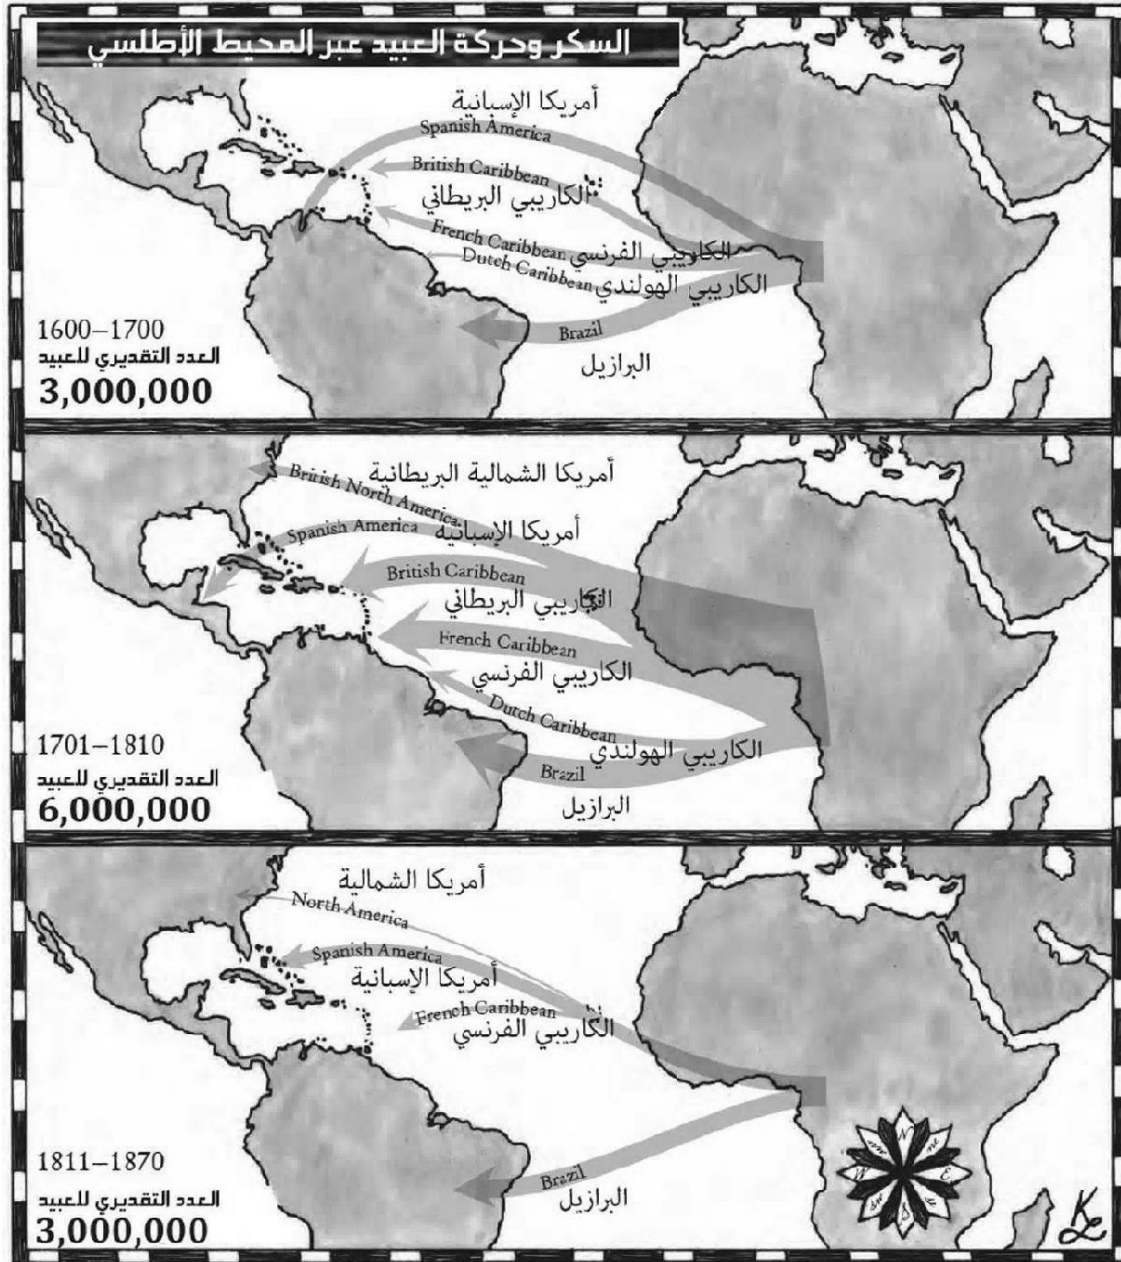 السكر وحركة العبيد عبر المحيط الأطلسي
أمريكا الإسبانية
Spanish America
British Caribbean
الكاريبي البريطاني
French Caribbean
الكاريبي الفرنسي
Dutch Caribbean
الكاريبي الهولندي
Brazil
البرازيل
1600–1700
العدد التقديري للعبيد
3,000,000
أمريكا الشمالية البريطانية
British North America
Spanish America
أمريكا الإسبانية
British Caribbean
الكاريبي البريطاني
French Caribbean
الكاريبي الفرنسي
Dutch Caribbean
الكاريبي الهولندي
Brazil
البرازيل
1701–1810
العدد التقديري للعبيد
6,000,000
أمريكا الشمالية
North America
Spanish America
أمريكا الإسبانية
French Caribbean
الكاريبي الفرنسي
Brazil
البرازيل
1811–1870
العدد التقديري للعبيد
3,000,000
N
E
S